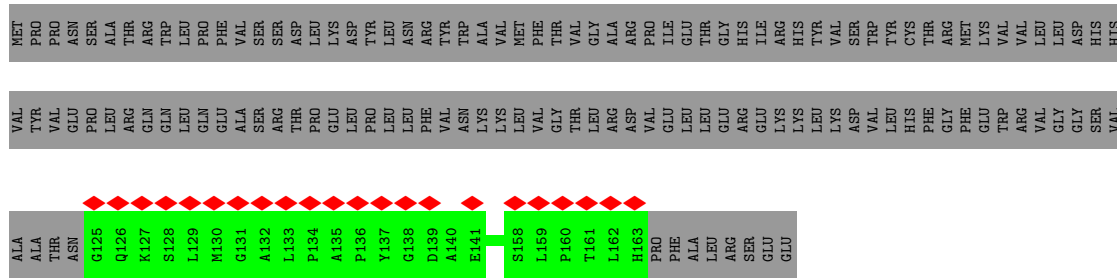 MET PRO PRO ASN SER ALA THR ARG TRP LEU PRO PHE VAL SER SER ASP LEU LYS ASP TYR LEU ASN ARG TYR TRP ALA VAL MET PHE THR VAL GLY ALA ARG PRO ILE GLU THR GLY HIS ILE ARG HIS TYR VAL SER TRP TYR CYS THR ARG MET LYS VAL VAL LEU LEU ASP HIS HIS
VAL TYR VAL GLU PRO LEU ARG GLN GLN LEU GLN GLU ALA SER ARG THR PRO GLU LEU PRO LEU LEU PHE VAL ASN LYS LYS LEU VAL GLY THR LEU ARG ASP VAL GLU LEU LEU GLU ARG GLU LYS LYS LEU LYS ASP VAL LEU HIS PHE GLY PHE GLU TRP ARG VAL GLY GLY SER VAL
ALA ALA THR ASN G125 Q126 K127 S128 L129 M130 G131 A132 L133 P134 A135 P136 Y137 G138 D139 A140 E141 S158 L159 P160 T161 L162 H163 PRO PHE ALA LEU ARG SER GLU GLU